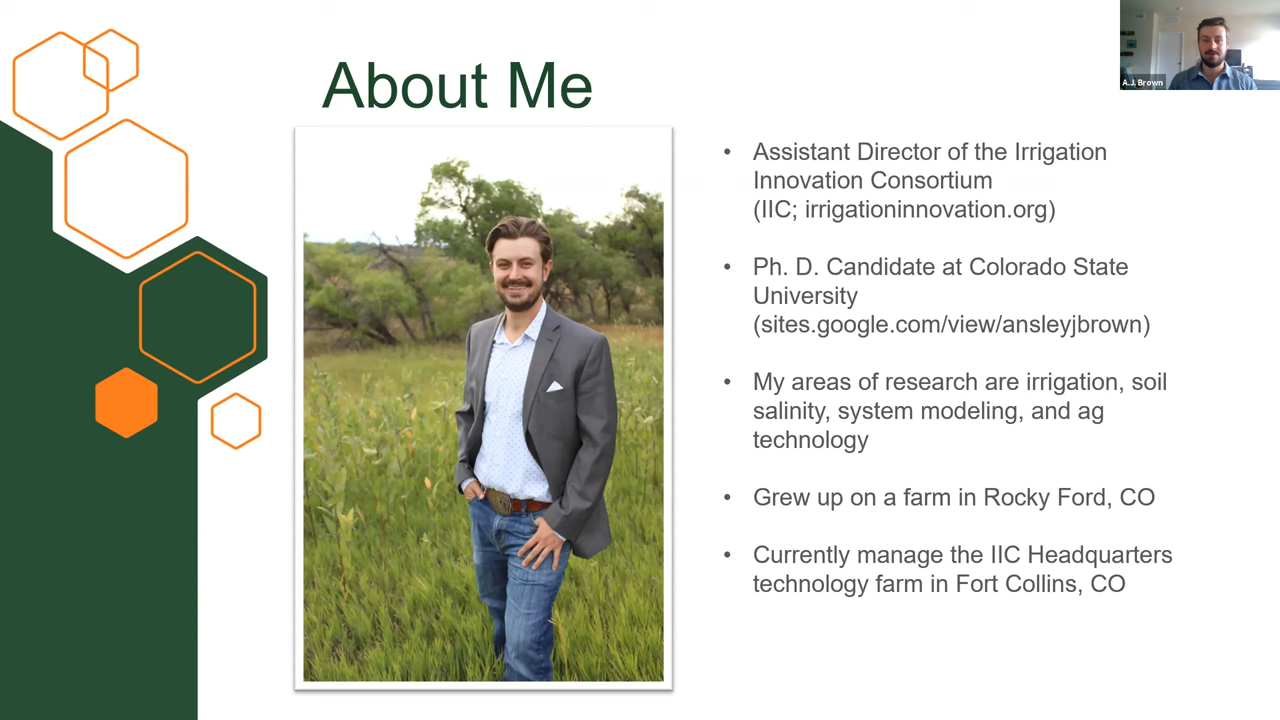 About Me
A.J. Brown
• Assistant Director of the Irrigation
Innovation Consortium
(IIC; irrigationinnovation.org)
• Ph. D. Candidate at Colorado State
University
(sites.google.com/view/ansleyjbrown)
• My areas of research are irrigation, soil
salinity, system modeling, and ag
technology
• Grew up on a farm in Rocky Ford, CO
• Currently manage the IIC Headquarters
technology farm in Fort Collins, CO